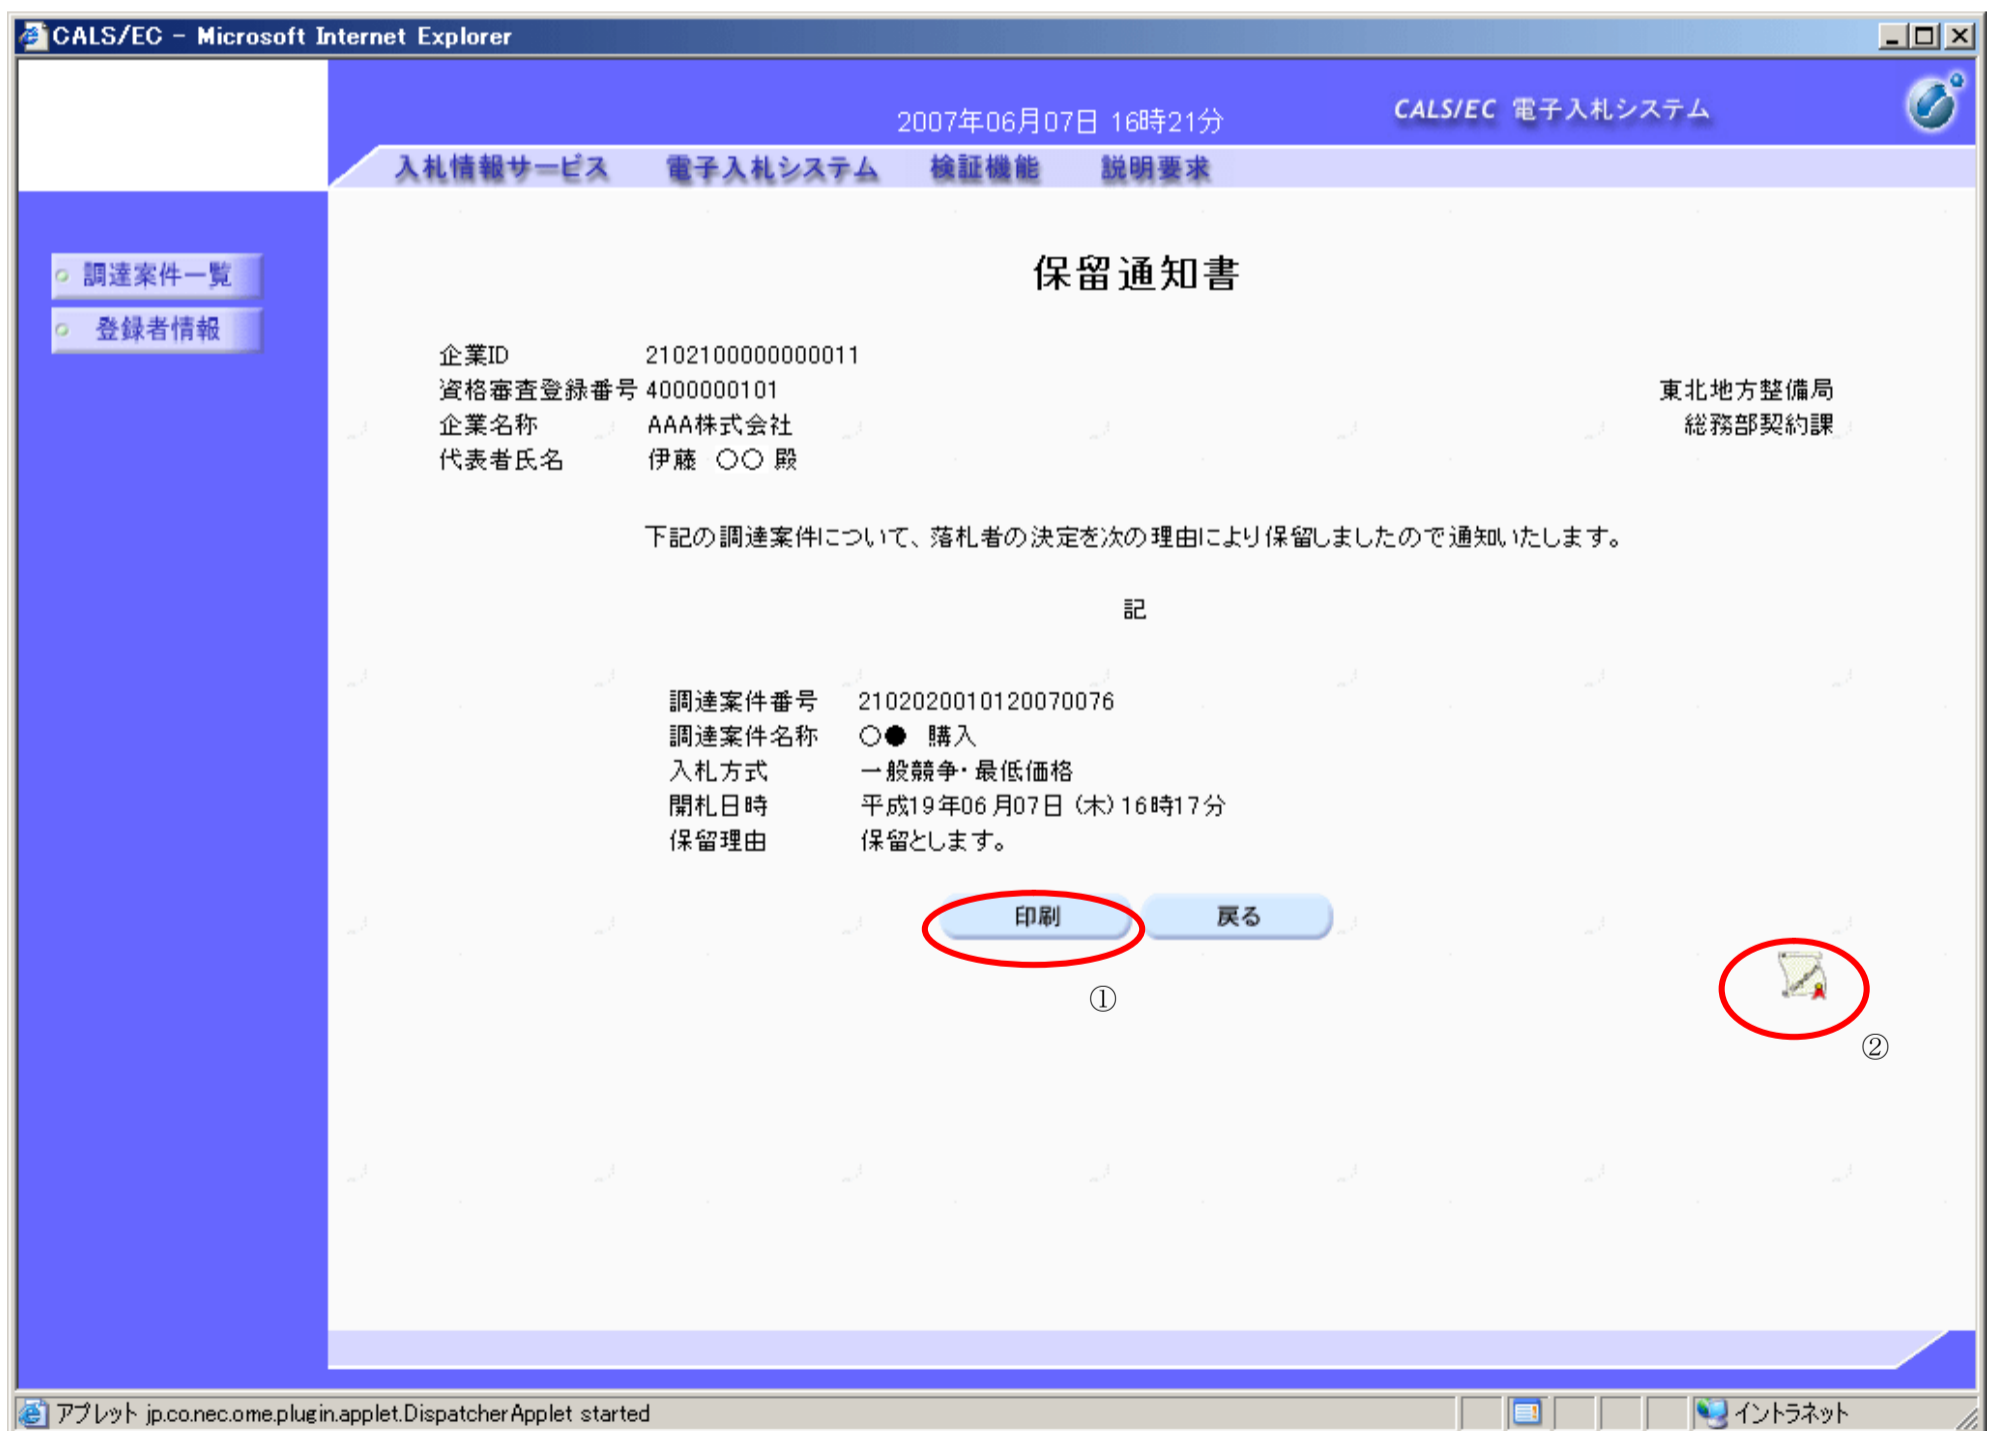 CALS/EC - Microsoft Internet Explorer
2007年06月07日 16時21分
CALS/EC 電子入札システム
入札情報サービス 電子入札システム 検証機能 説明要求
調達案件一覧
登録者情報
保留通知書
企業ID 2102100000000011
資格審査登録番号 4000000101
東北地方整備局
企業名称 AAA株式会社
総務部契約課
代表者氏名 伊藤 〇〇 殿
下記の調達案件について、落札者の決定を次の理由により保留しましたので通知いたします。
記
調達案件番号 2102020010120070076
調達案件名称 〇● 購入
入札方式 一般競争・最低価格
開札日時 平成19年06月07日 (木) 16時17分
保留理由 保留とします。
印刷 戻る
①
②
アプレット jp.co.nec.ome.plugin.applet.DispatcherApplet started
イントラネット